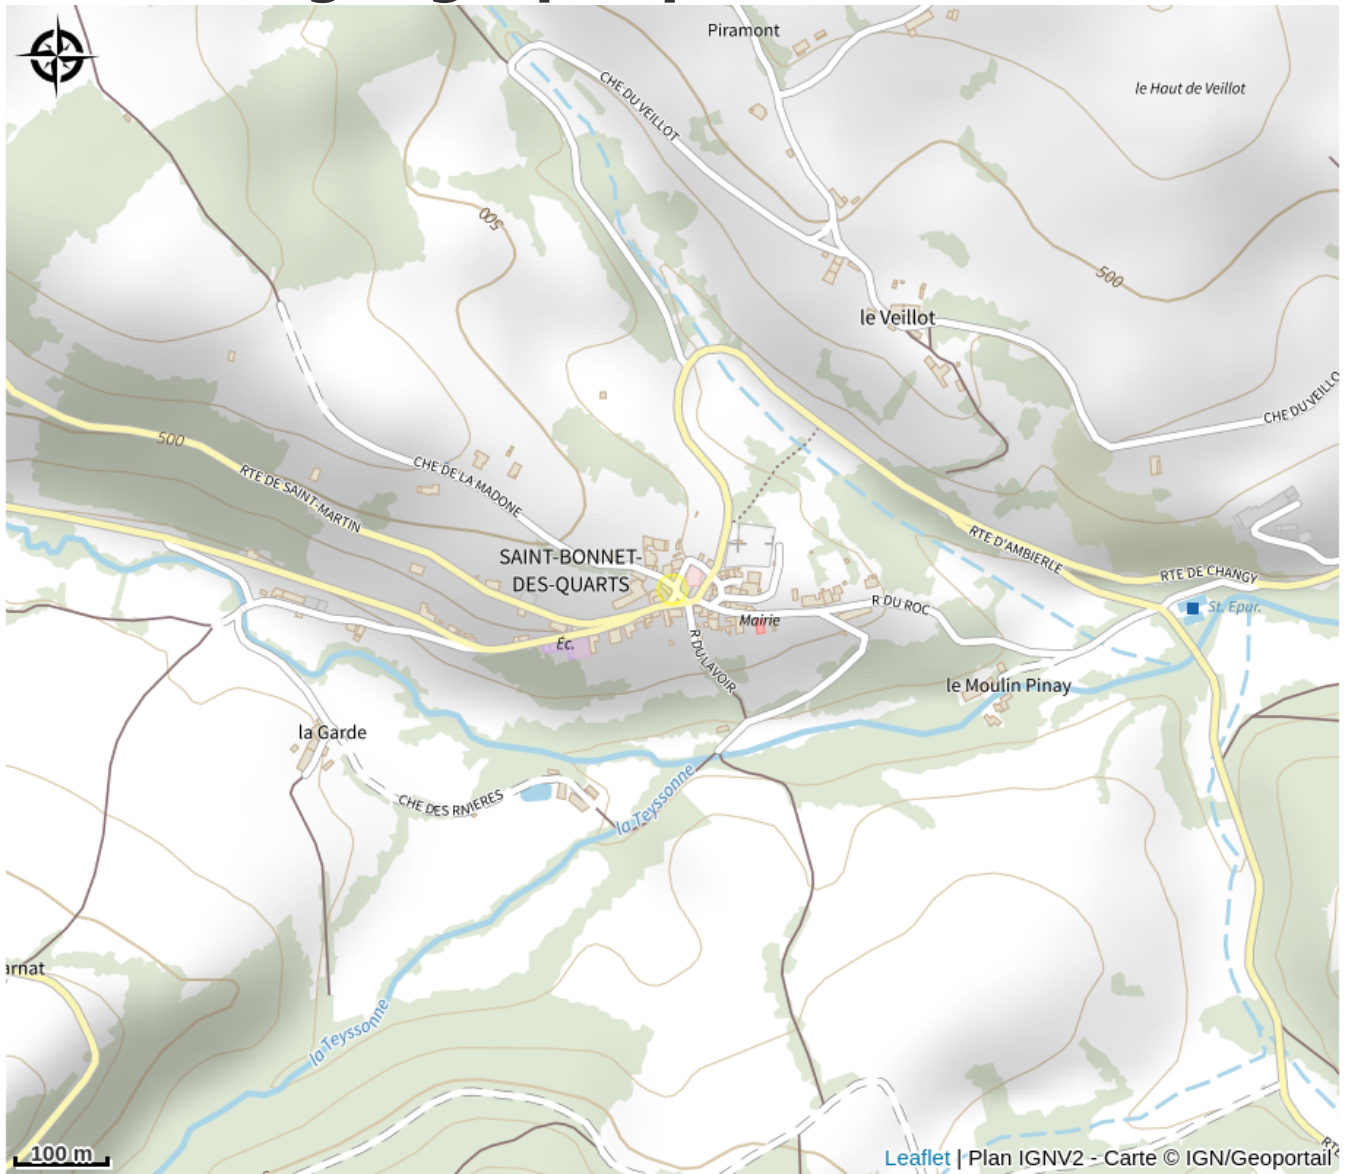 Piramont
le Haut de Veillot
CHE DU VEILLOT
500
500
le Veillot
CHE DU VEILLO
500
RTE DE SAINT-MARTIN
CHE DE LA MADONE
SAINT-BONNET-
DES-QUARTS
RTE D'AMBIERLE
RTE DE CHANGY
R DU ROC
St. Epur.
Mairie
Éc.
R DU LAVOIR
le Moulin Pinay
la Garde
CHE DES RIVIERES
la Teyssonne
arnat
la Teyssonne
RTE
100 m
Leaflet | Plan IGNV2 - Carte © IGN/Geoportail